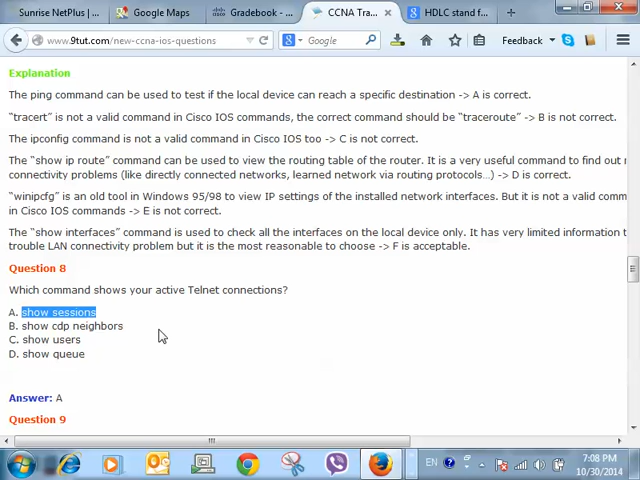 Sunrise NetPlus | ...
Google Maps
Gradebook - ...
CCNA Tra...
HDLC stand f...
www.9tut.com/new-ccna-ios-questions
Google
Feedback
Explanation
The ping command can be used to test if the local device can reach a specific destination -> A is correct.
“tracert” is not a valid command in Cisco IOS commands, the correct command should be “traceroute” -> B is not correct.
The ipconfig command is not a valid command in Cisco IOS too -> C is not correct.
The “show ip route” command can be used to view the routing table of the router. It is a very useful command to find out
connectivity problems (like directly connected networks, learned network via routing protocols…) -> D is correct.
“winipcfg” is an old tool in Windows 95/98 to view IP settings of the installed network interfaces. But it is not a valid comm
in Cisco IOS commands -> E is not correct.
The “show interfaces” command is used to check all the interfaces on the local device only. It has very limited information t
trouble LAN connectivity problem but it is the most reasonable to choose -> F is acceptable.
Question 8
Which command shows your active Telnet connections?
A. show sessions
B. show cdp neighbors
C. show users
D. show queue
Answer: A
Question 9
EN
7:08 PM
10/30/2014